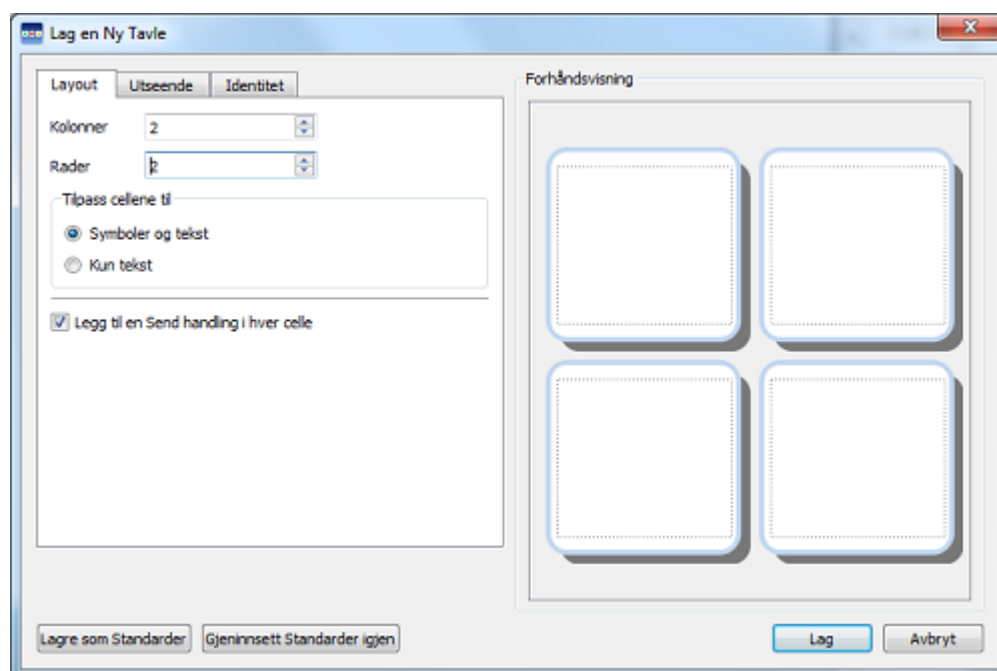 Lag en Ny Tavle
Layout
Utseende
Identitet
Kolonner 2
Rader 2
Tilpass cellene til
Symboler og tekst
Kun tekst
Legg til en Send handling i hver celle
Forhåndsvisning
Lagre som Standarder
Gjeninnsett Standarder igjen
Lag
Avbryt